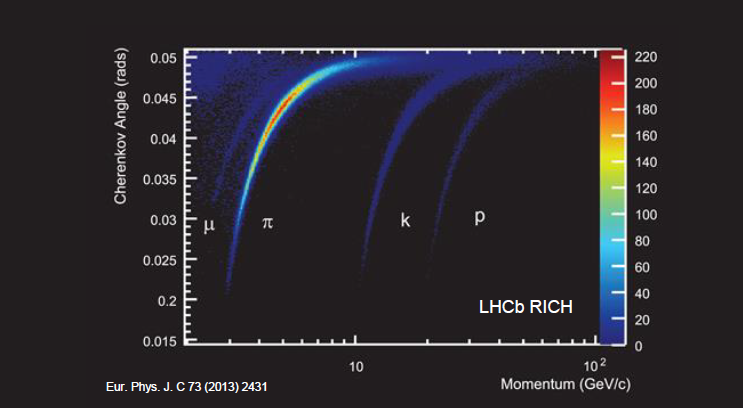 Cherenkov Angle (rads)
0.05
0.045
0.04
0.035
0.03
0.025
0.2
0.015
μ
π
k
p
LHCb RICH
10
10²
Momentum (GeV/c)
220
200
180
160
140
120
100
80
60
40
20
0
Eur. Phys. J. C 73 (2013) 2431